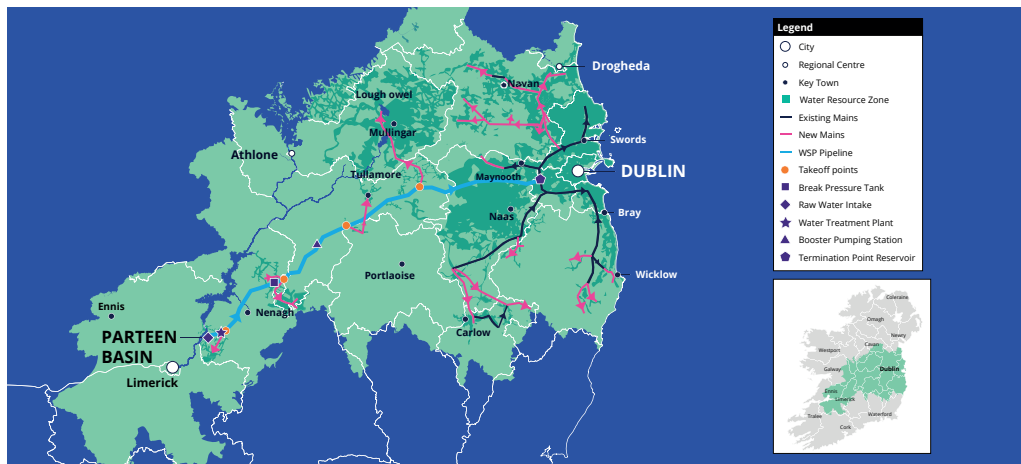 Drogheda
Navan
Lough owel
Mullingar
Swords
Athlone
Tullamore
Maynooth
DUBLIN
Naas
Bray
Portlaoise
Wicklow
Ennis
Nenagh
PARTEEN
BASIN
Carlow
Limerick
Legend
City
Regional Centre
Key Town
Water Resource Zone
Existing Mains
New Mains
WSP Pipeline
Takeoff points
Break Pressure Tank
Raw Water Intake
Water Treatment Plant
Booster Pumping Station
Termination Point Reservoir
Coleraine
Omagh
Newry
Cavan
Westport
Galway
Dublin
Ennis
Limerick
Tralee
Waterford
Cork